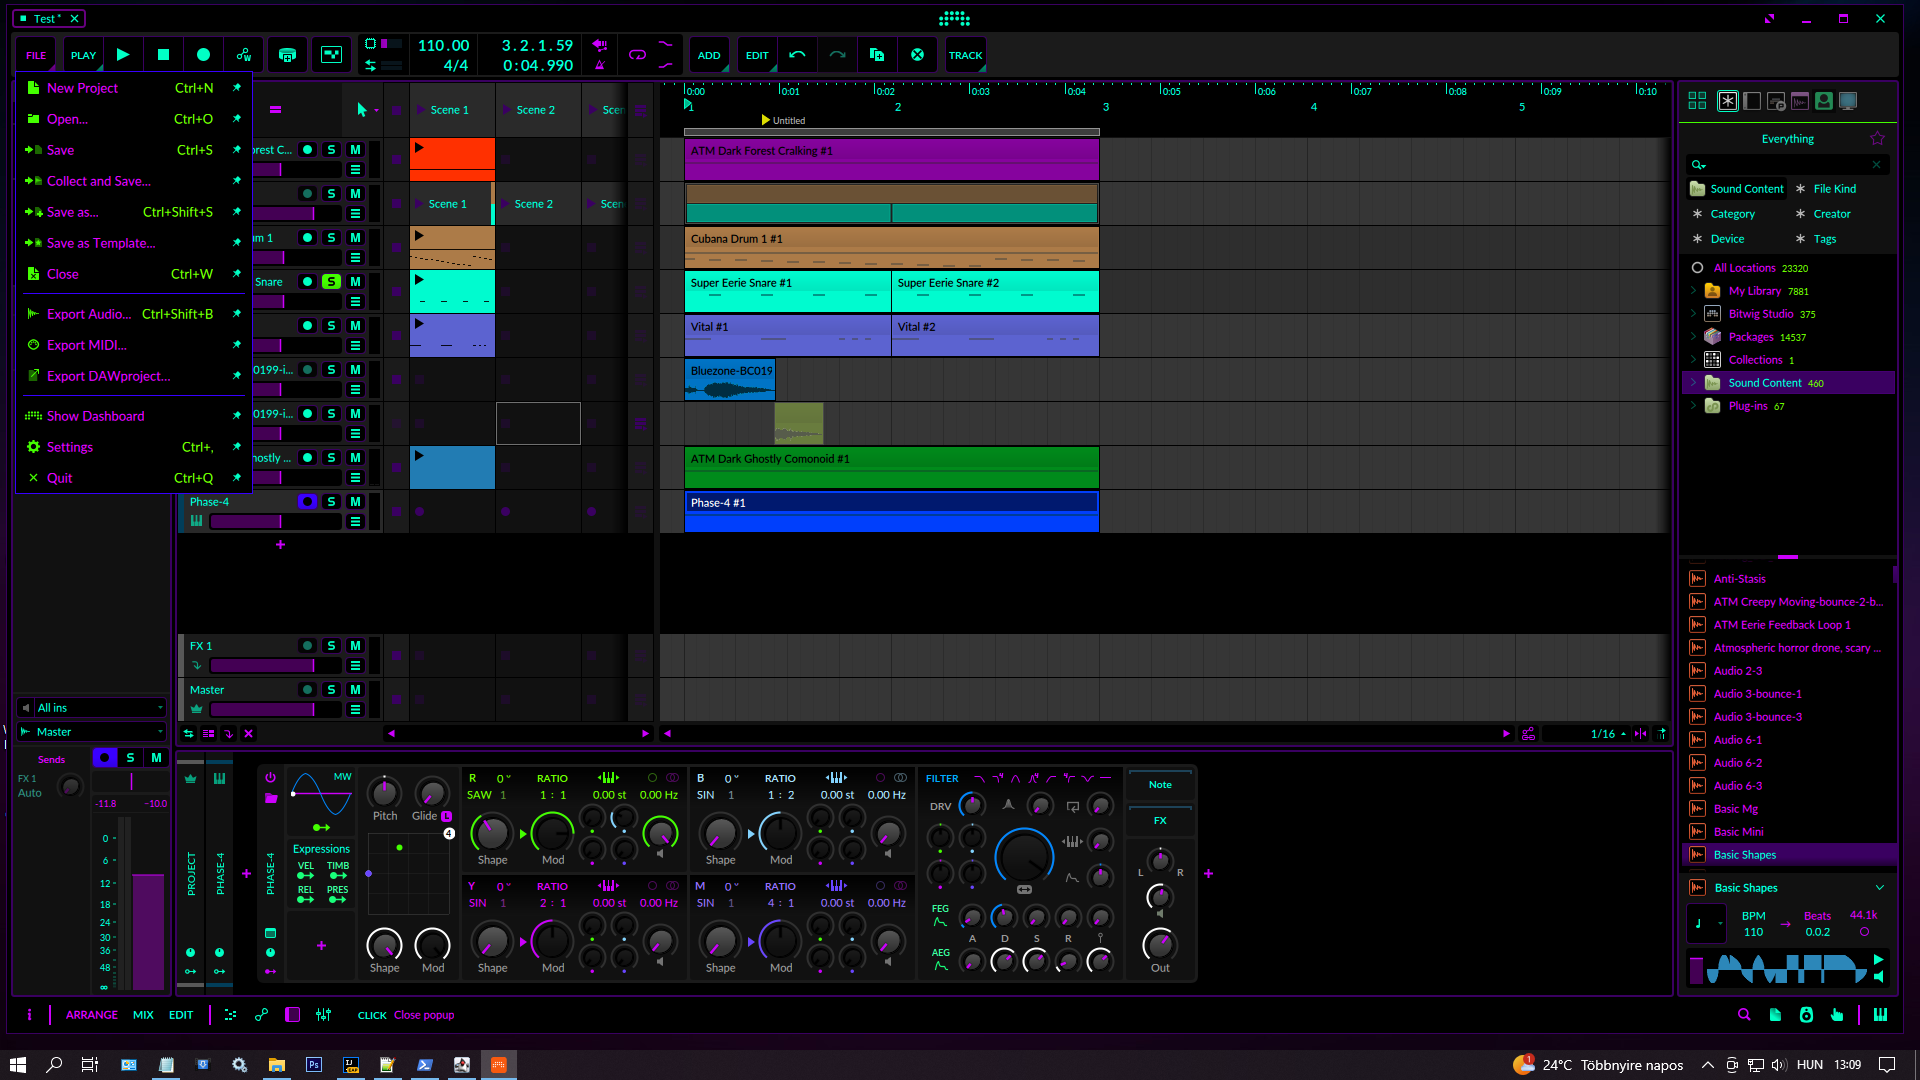 Test *
FILE
PLAY
110.00
4/4
3.2.1.59
0:04.990
ADD
EDIT
TRACK
New Project Ctrl+N
Open... Ctrl+O
Save Ctrl+S
Collect and Save...
Save as... Ctrl+Shift+S
Save as Template...
Close Ctrl+W
Export Audio... Ctrl+Shift+B
Export MIDI...
Export DAWproject...
Show Dashboard
Settings Ctrl+,
Quit Ctrl+Q
Scene 1 Scene 2 Scen
orest C... S M
S M
Scene 1 Scene 2 Scen
um 1 S M
Snare S M
S M
0199-i... S M
0199-i... S M
hostly ... S M
Phase-4 S M
FX 1 S M
Master S M
0:00 0:01 0:02 0:03 0:04 0:05 0:06 0:07 0:08 0:09 0:10
1 2 3 4 5
Untitled
ATM Dark Forest Cralking #1
Cubana Drum 1 #1
Super Eerie Snare #1 Super Eerie Snare #2
Vital #1 Vital #2
Bluezone-BC019
ATM Dark Ghostly Comonoid #1
Phase-4 #1
1/16
Everything
Sound Content File Kind
Category Creator
Device Tags
All Locations 23320
My Library 7881
Bitwig Studio 375
Packages 14537
Collections 1
Sound Content 460
Plug-ins 67
Anti-Stasis
ATM Creepy Moving-bounce-2-b...
ATM Eerie Feedback Loop 1
Atmospheric horror drone, scary ...
Audio 2-3
Audio 3-bounce-1
Audio 3-bounce-3
Audio 6-1
Audio 6-2
Audio 6-3
Basic Mg
Basic Mini
Basic Shapes
Basic Shapes
BPM Beats 44.1k
110 0.0.2
All ins
Master
Sends
FX 1
Auto
S M
-11.8 -10.0
0
6
12
18
24
30
36
48
∞
PROJECT
PHASE-4
PHASE-4
MW
Expressions
VEL TIMB
REL PRES
Pitch Glide L
4
Shape Mod
R 0 RATIO
SAW 1 1 : 1 0.00 st 0.00 Hz
Shape Mod
B 0 RATIO
SIN 1 1 : 2 0.00 st 0.00 Hz
Shape Mod
Y 0 RATIO
SIN 1 2 : 1 0.00 st 0.00 Hz
Shape Mod
M 0 RATIO
SIN 1 4 : 1 0.00 st 0.00 Hz
Shape Mod
FILTER
DRV
FEG
A D S R
AEG
Note
FX
L R
Out
ARRANGE MIX EDIT
CLICK Close popup
24°C Többnyire napos
HUN 13:09